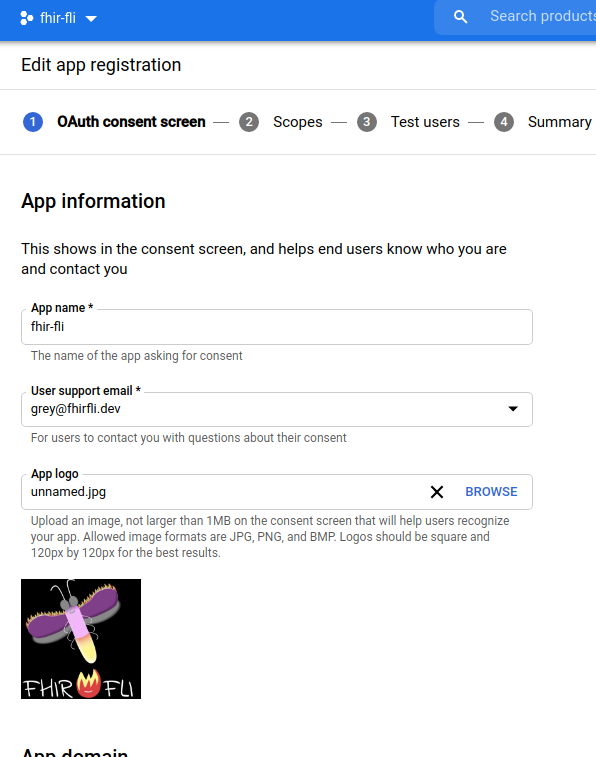 fhir-fli
Search products
Edit app registration
1 OAuth consent screen — 2 Scopes — 3 Test users — 4 Summary
App information
This shows in the consent screen, and helps end users know who you are
and contact you
App name *
fhir-fli
The name of the app asking for consent
User support email *
grey@fhirfli.dev
For users to contact you with questions about their consent
App logo
unnamed.jpg
BROWSE
Upload an image, not larger than 1MB on the consent screen that will help users recognize
your app. Allowed image formats are JPG, PNG, and BMP. Logos should be square and
120px by 120px for the best results.
FHIR FLI
App domain